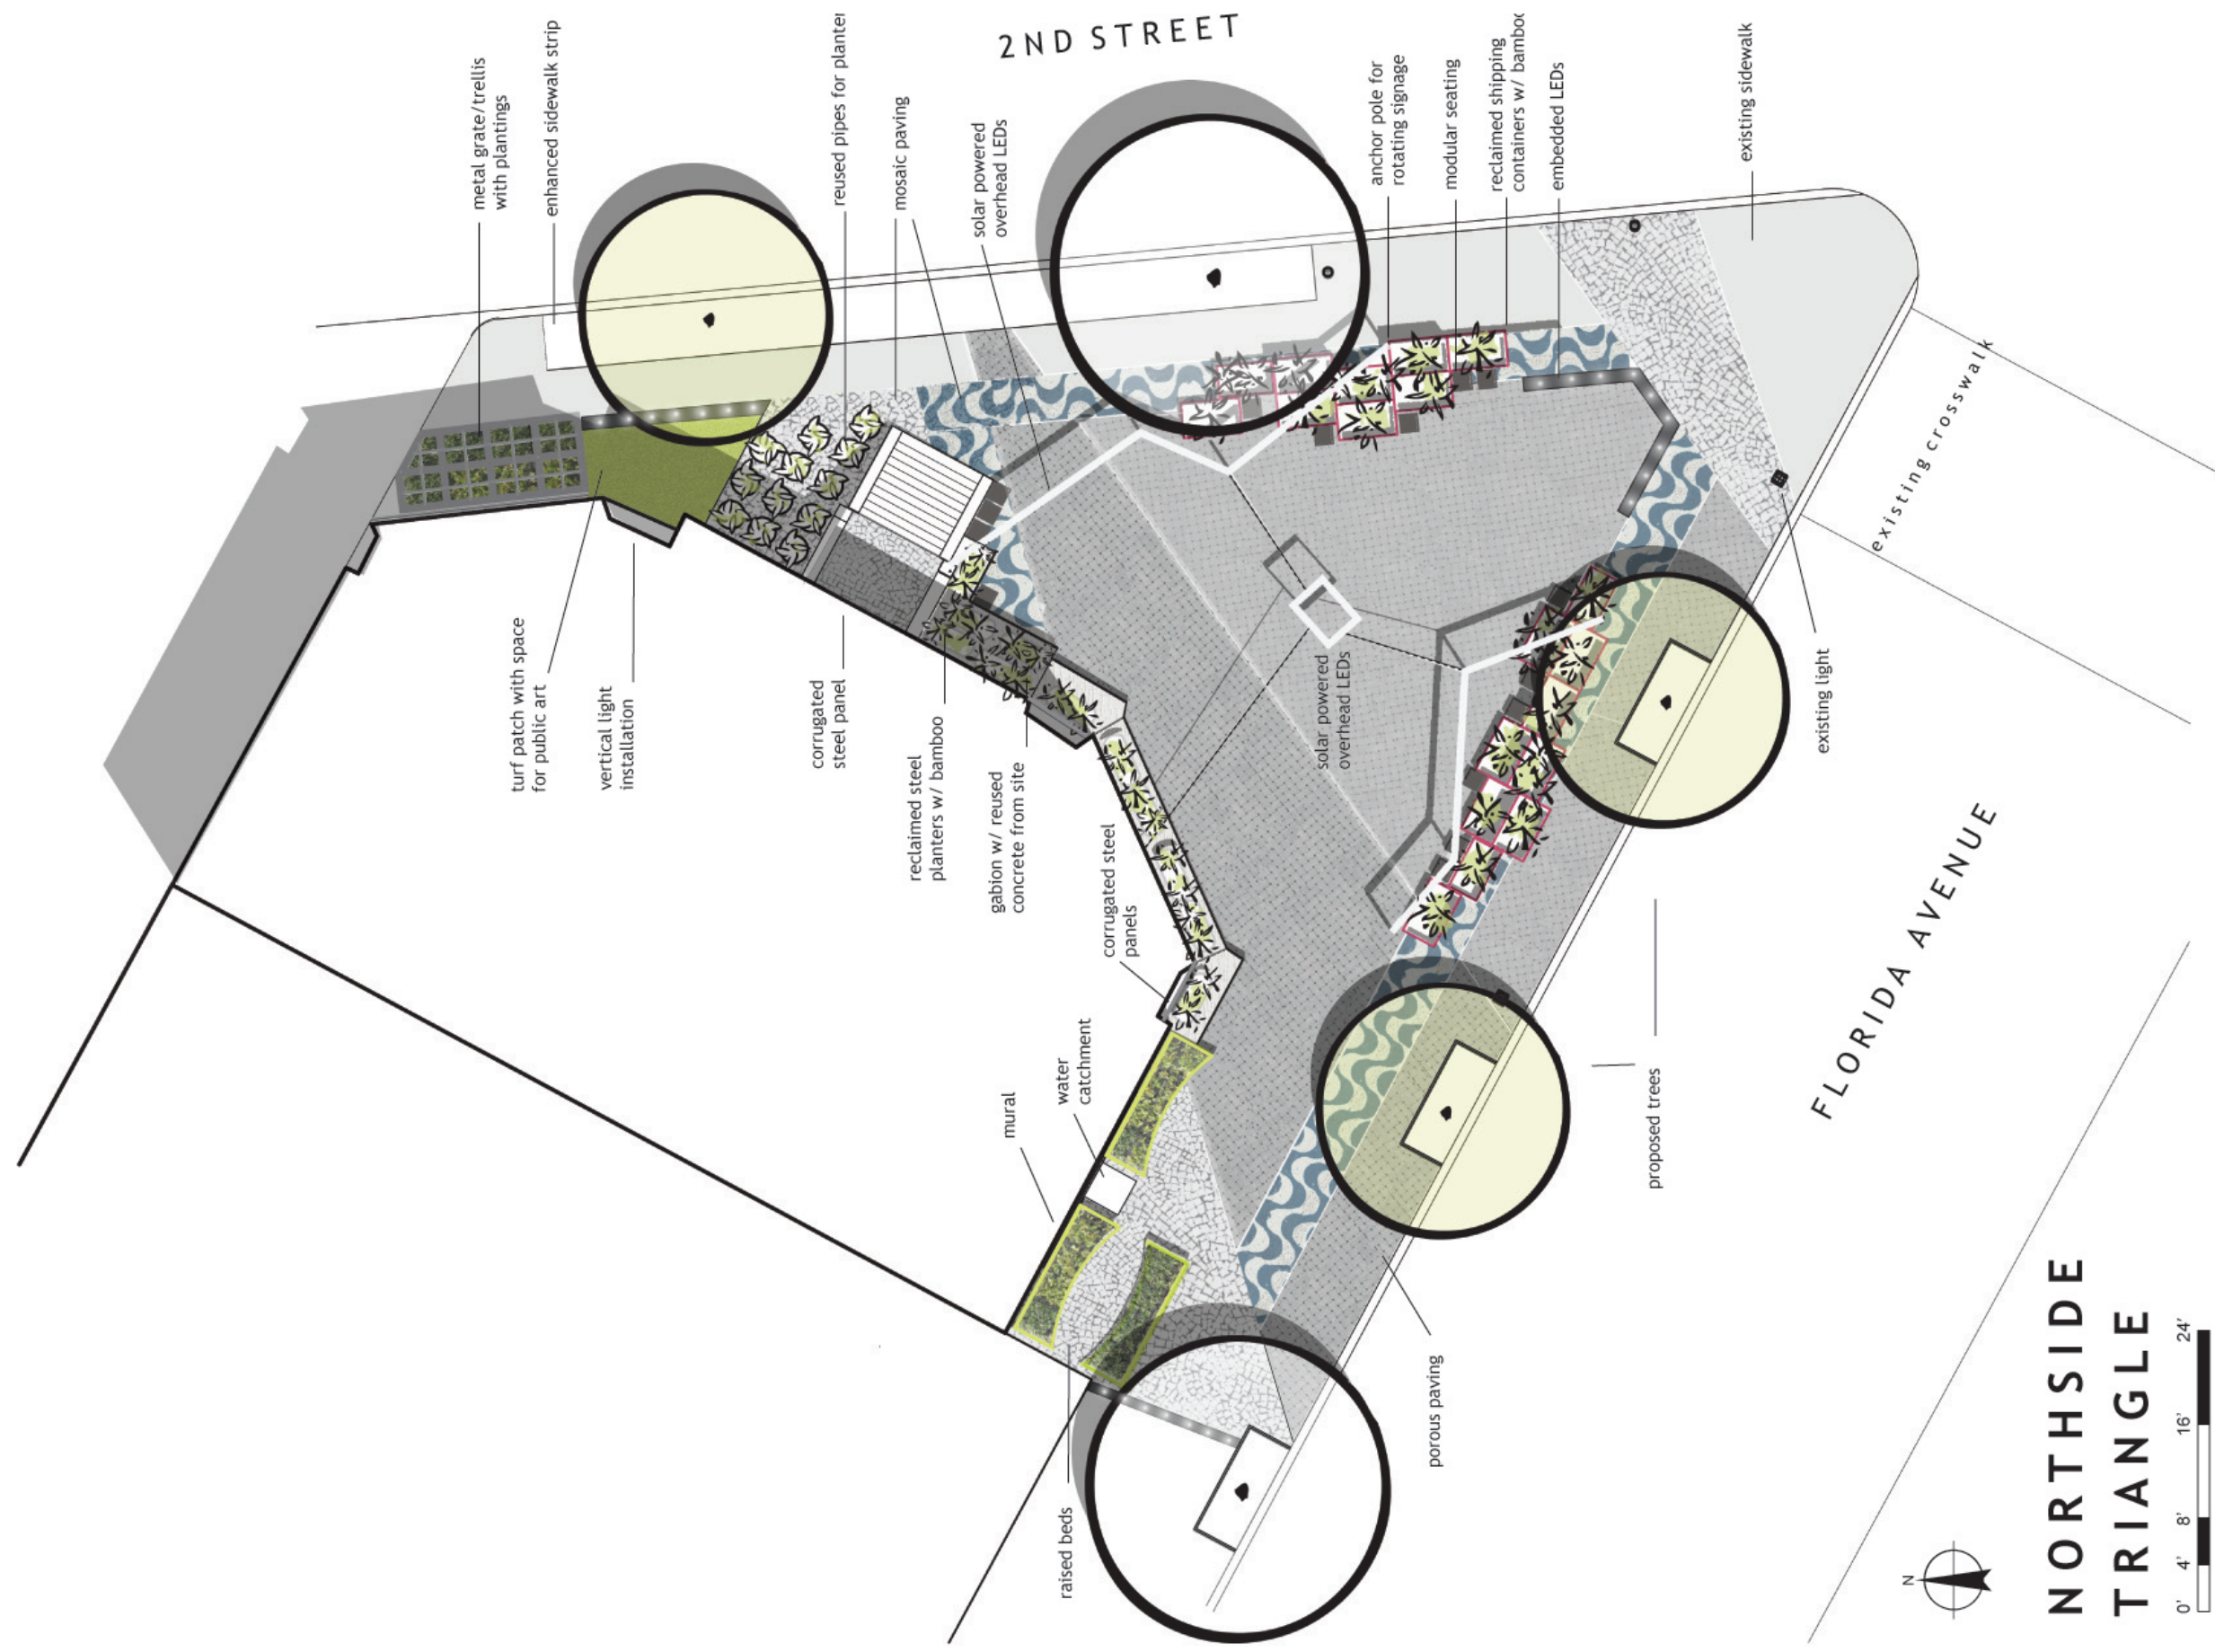 2ND STREET
metal grate/trellis
with plantings
enhanced sidewalk strip
reused pipes for planter
mosaic paving
solar powered
overhead LEDs
anchor pole for
rotating signage
modular seating
reclaimed shipping
containers w/ bamboo
embedded LEDs
existing sidewalk
existing crosswalk
turf patch with space
for public art
vertical light
installation
corrugated
steel panel
reclaimed steel
planters w/ bamboo
gabion w/ reused
concrete from site
corrugated steel
panels
solar powered
overhead LEDs
existing light
mural
water
catchment
proposed trees
FLORIDA AVENUE
raised beds
porous paving
N
NORTHSIDE
TRIANGLE
0' 4' 8' 16' 24'